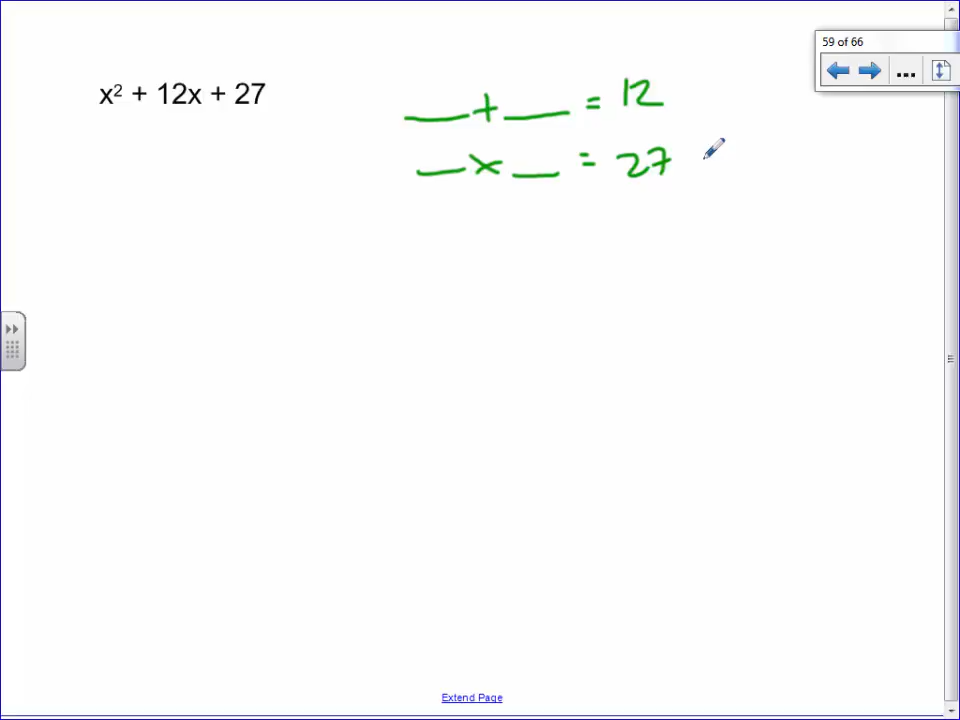 59 of 66
x² + 12x + 27
__ + __ = 12
__ x __ = 27
Extend Page